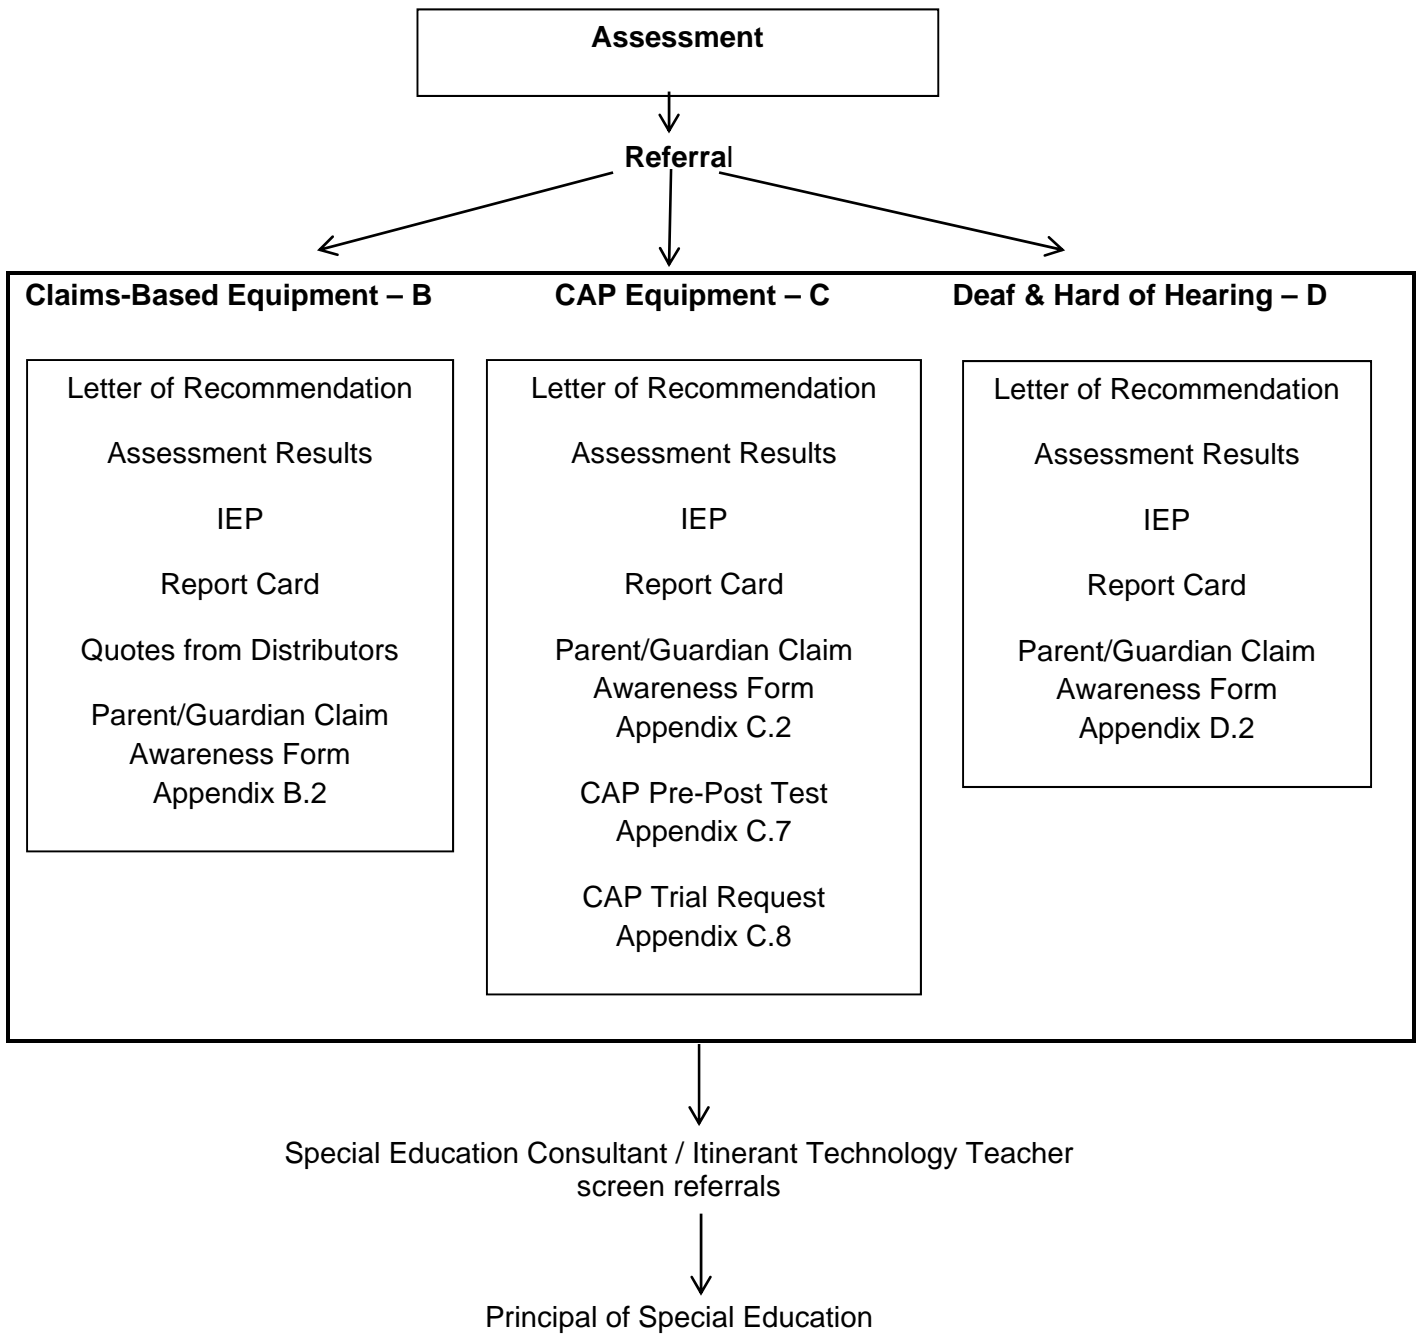 Assessment
Referral
Claims-Based Equipment – B
CAP Equipment – C
Deaf & Hard of Hearing – D
Letter of Recommendation
Assessment Results
IEP
Report Card
Quotes from Distributors
Parent/Guardian Claim
Awareness Form
Appendix B.2
Letter of Recommendation
Assessment Results
IEP
Report Card
Parent/Guardian Claim
Awareness Form
Appendix C.2
CAP Pre-Post Test
Appendix C.7
CAP Trial Request
Appendix C.8
Letter of Recommendation
Assessment Results
IEP
Report Card
Parent/Guardian Claim
Awareness Form
Appendix D.2
Special Education Consultant / Itinerant Technology Teacher
screen referrals
Principal of Special Education